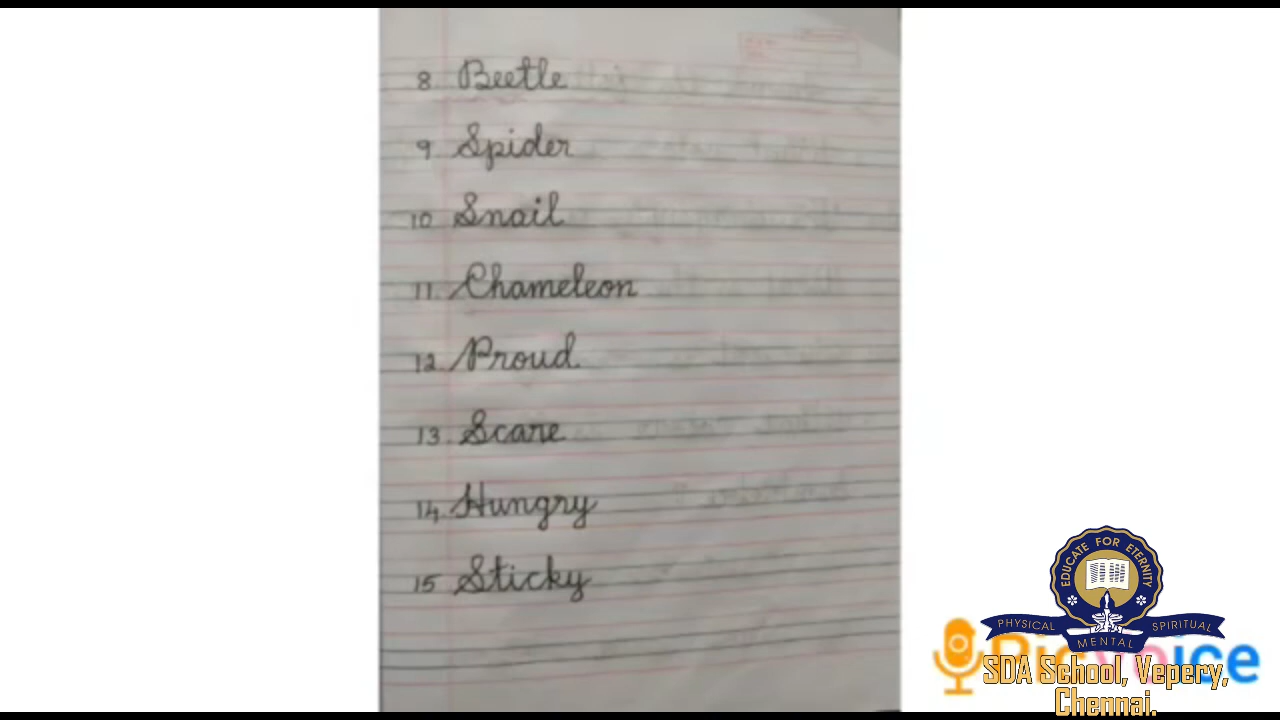 8. Beetle
9 Spider
10 Snail
11. Chameleon
12. Proud
13. Scare
14. Hungry
15 Sticky
EDUCATE FOR ETERNITY
PHYSICAL MENTAL SPIRITUAL
SDA School, Vepery,
Chennai.